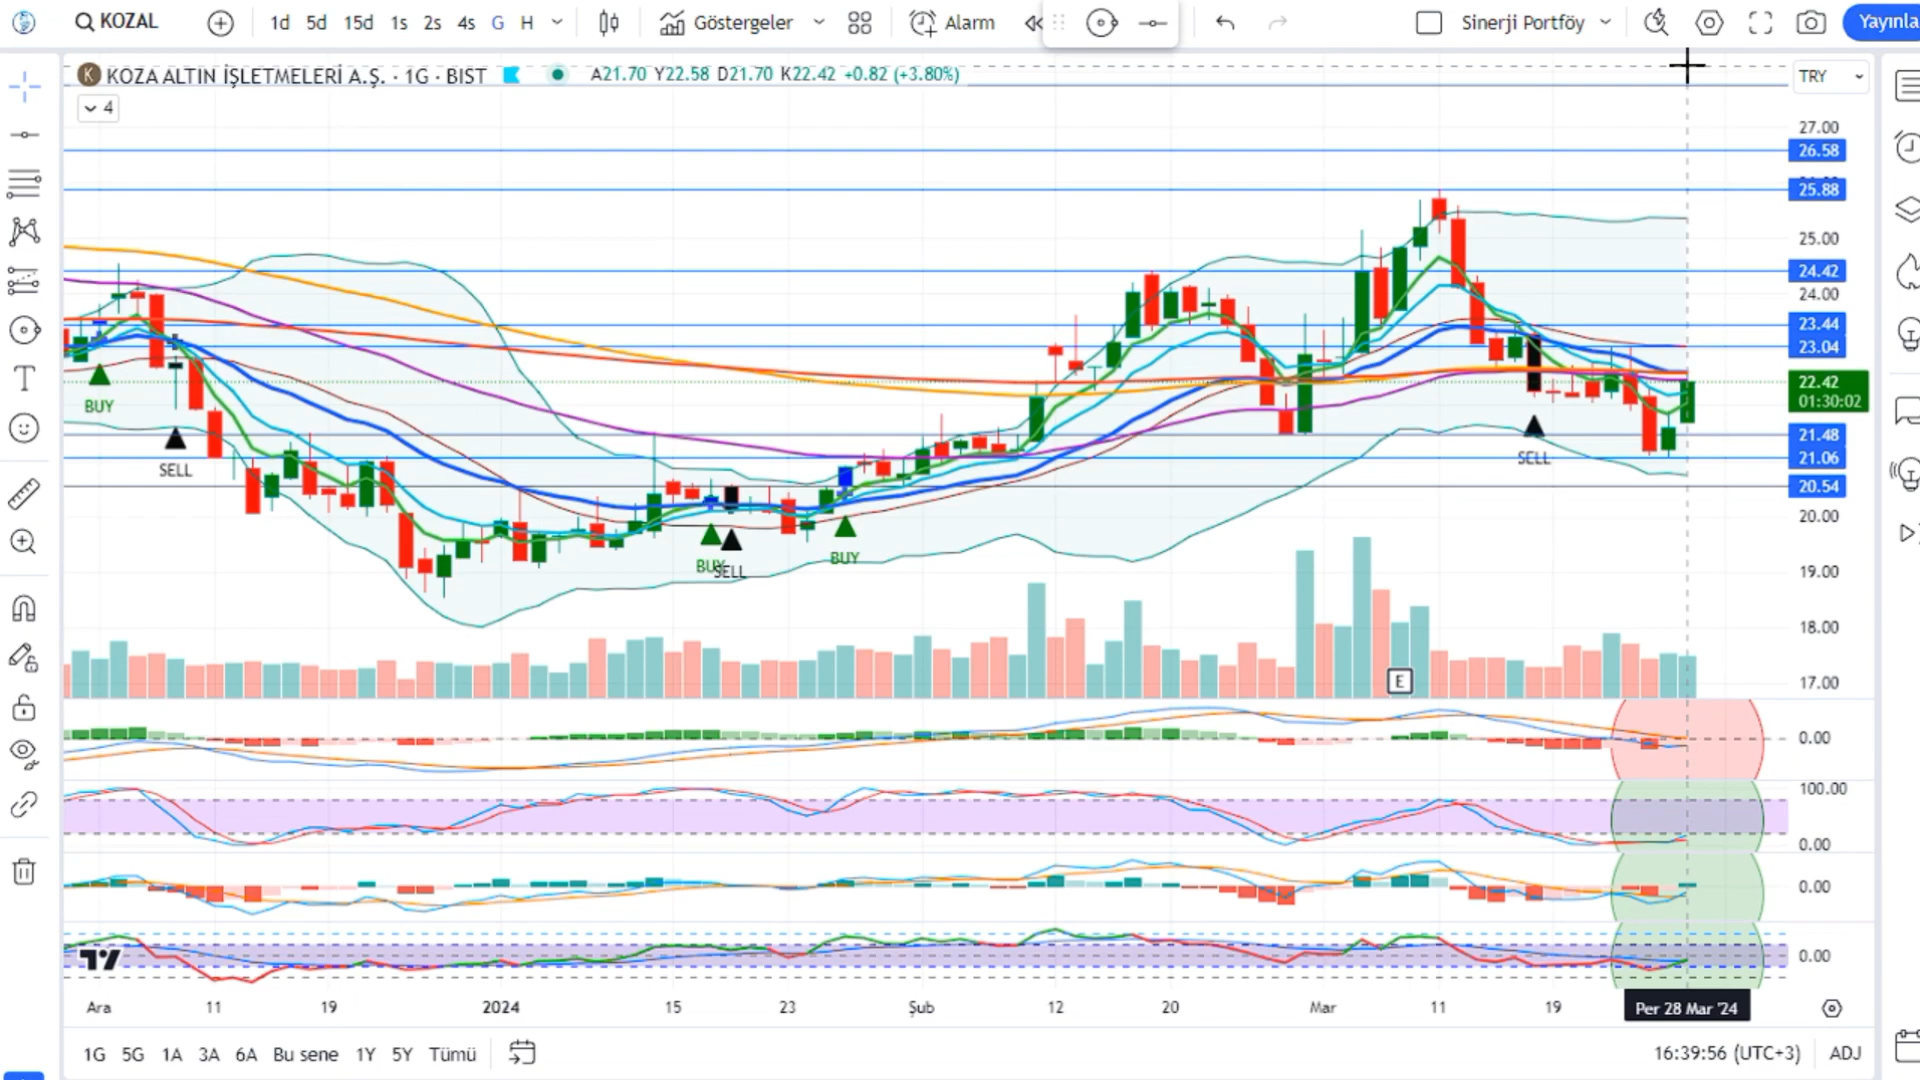 KOZAL
1d 5d 15d 1s 2s 4s G H
Göstergeler
Alarm
Sinerji Portföy
Yayınla
K KOZA ALTIN İŞLETMELERİ A.Ş. · 1G · BIST
A21.70 Y22.58 D21.70 K22.42 +0.82 (+3.80%)
TRY
4
27.00
26.58
25.88
25.00
24.42
24.00
23.44
23.04
22.42
01:30:02
21.48
21.06
20.54
20.00
19.00
18.00
17.00
BUY
SELL
BUY
SELL
BUY
SELL
E
0.00
100.00
0.00
0.00
0.00
Ara 11 19 2024 15 23 Şub 12 20 Mar 11 19
Per 28 Mar '24
1G 5G 1A 3A 6A Bu sene 1Y 5Y Tümü
16:39:56 (UTC+3)
ADJ